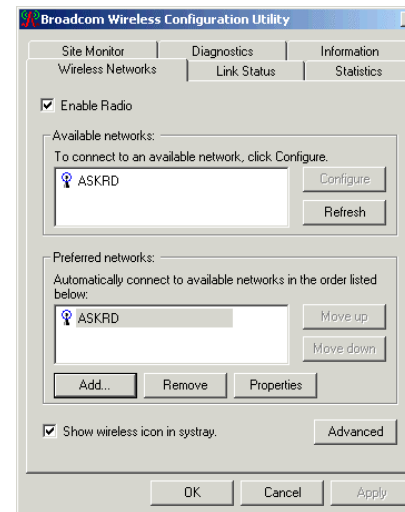 Broadcom Wireless Configuration Utility
Site Monitor Diagnostics Information
Wireless Networks Link Status Statistics
Enable Radio
Available networks:
To connect to an available network, click Configure.
ASKRD
Configure
Refresh
Preferred networks:
Automatically connect to available networks in the order listed
below:
ASKRD
Move up
Move down
Add... Remove Properties
Show wireless icon in systray.
Advanced
OK Cancel Apply